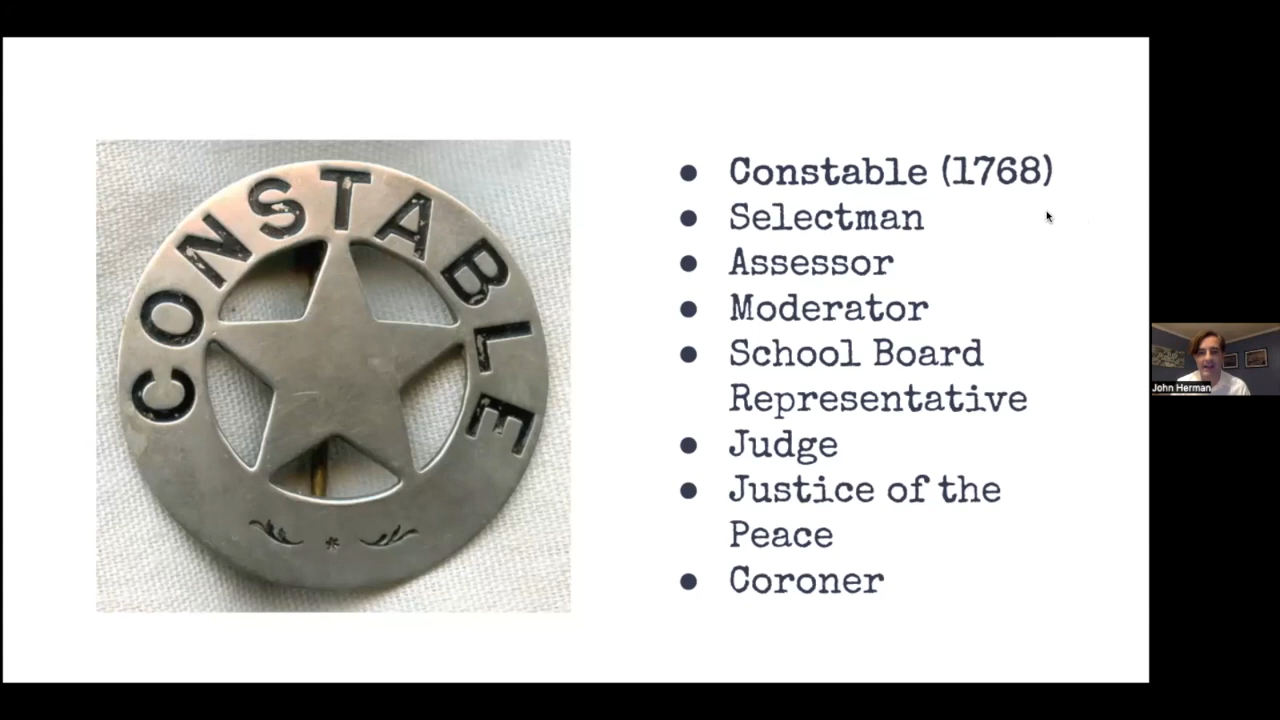 CONSTABLE
Constable (1768)
Selectman
Assessor
Moderator
School Board
Representative
Judge
Justice of the
Peace
Coroner
John Herman